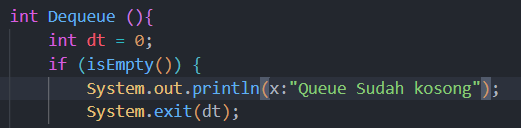 int Dequeue (){
int dt = 0;
if (isEmpty()) {
System.out.println(x:"Queue Sudah kosong");
System.exit(dt);